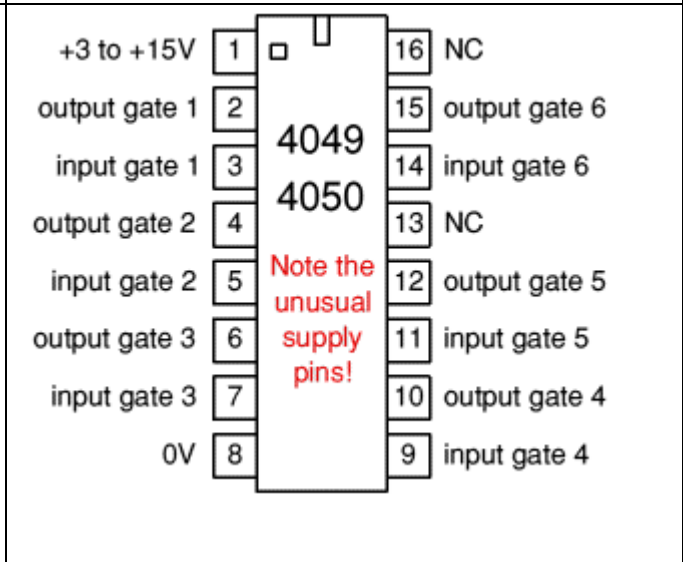 +3 to +15V 1 16 NC
output gate 1 2 15 output gate 6
input gate 1 3 14 input gate 6
output gate 2 4 13 NC
input gate 2 5 12 output gate 5
output gate 3 6 11 input gate 5
input gate 3 7 10 output gate 4
0V 8 9 input gate 4
4049
4050
Note the
unusual
supply
pins!